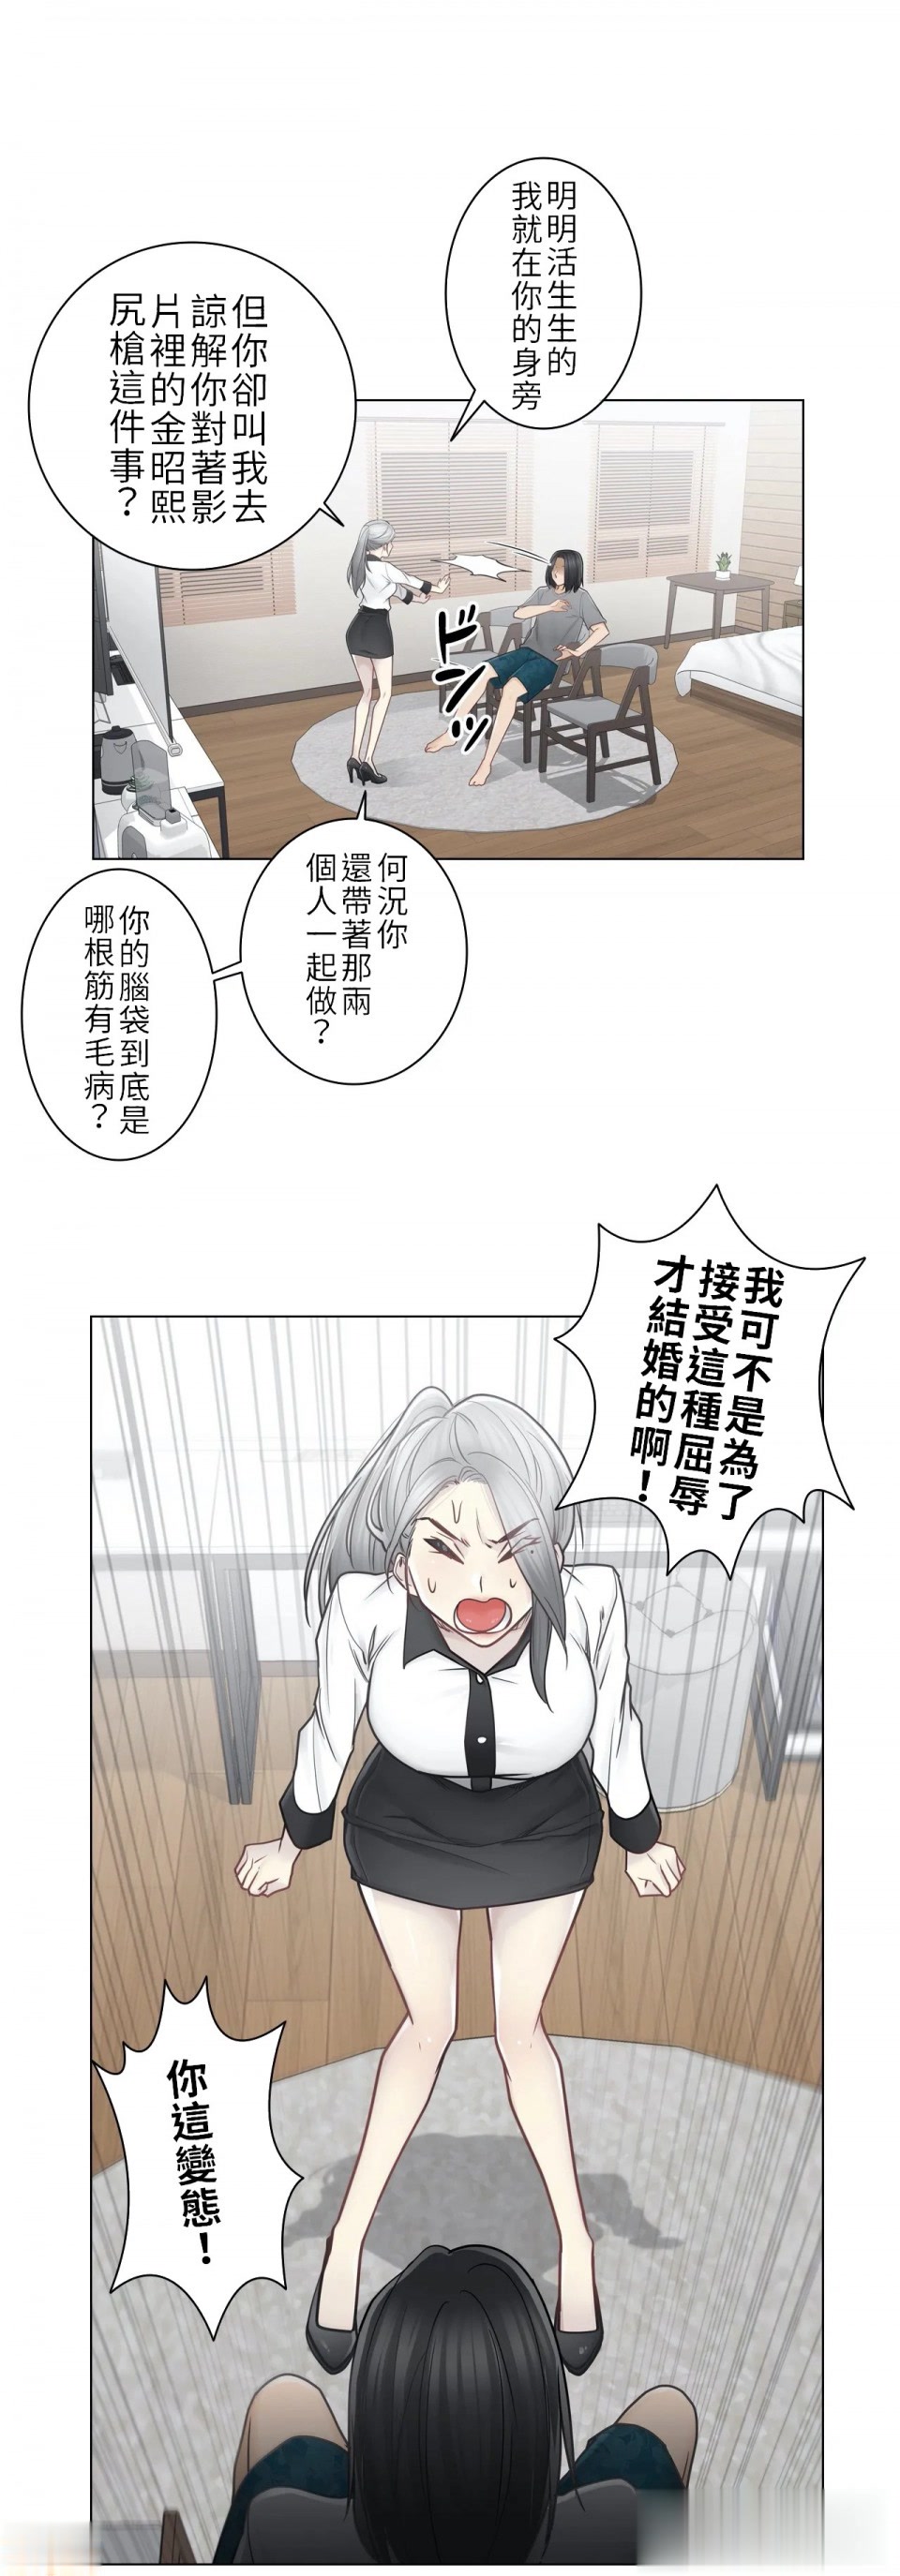 明明活生生的
我就在你的身旁
但你卻叫我去
諒解你對著影
片裡的金昭熙
尻槍這件事？
ドンッ
何況你
還帶著那兩
個人一起做？
你的腦袋到底是
哪根筋有毛病？
我可不是為了
接受這種屈辱
才結婚的啊！
你這變態！